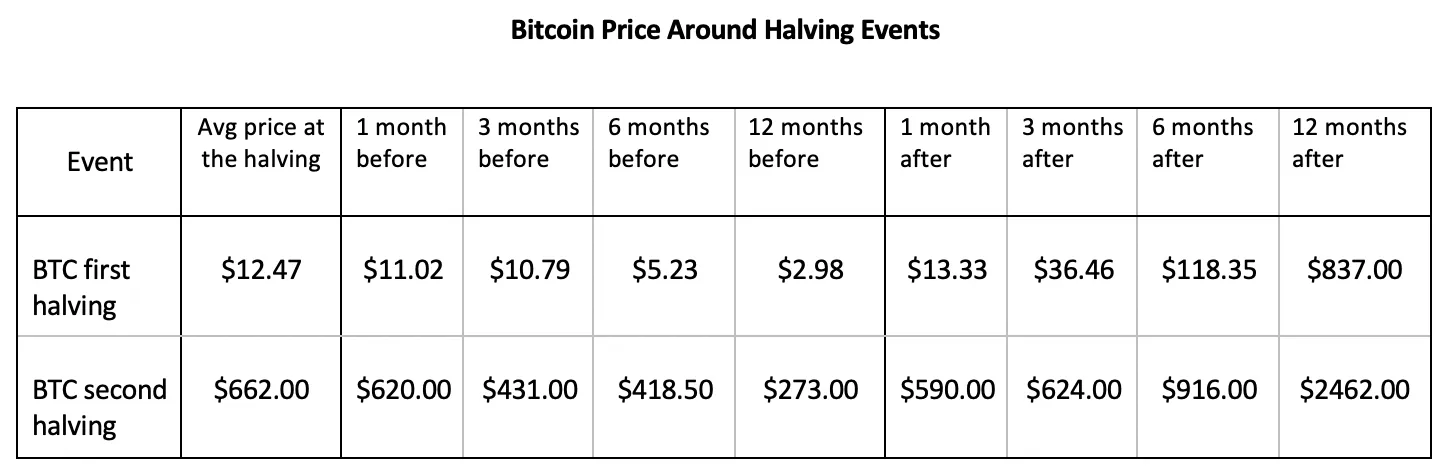 Bitcoin Price Around Halving Events
Event
Avg price at
the halving
1 month
before
3 months
before
6 months
before
12 months
before
1 month
after
3 months
after
6 months
after
12 months
after
BTC first
halving
$12.47
$11.02
$10.79
$5.23
$2.98
$13.33
$36.46
$118.35
$837.00
BTC second
halving
$662.00
$620.00
$431.00
$418.50
$273.00
$590.00
$624.00
$916.00
$2462.00